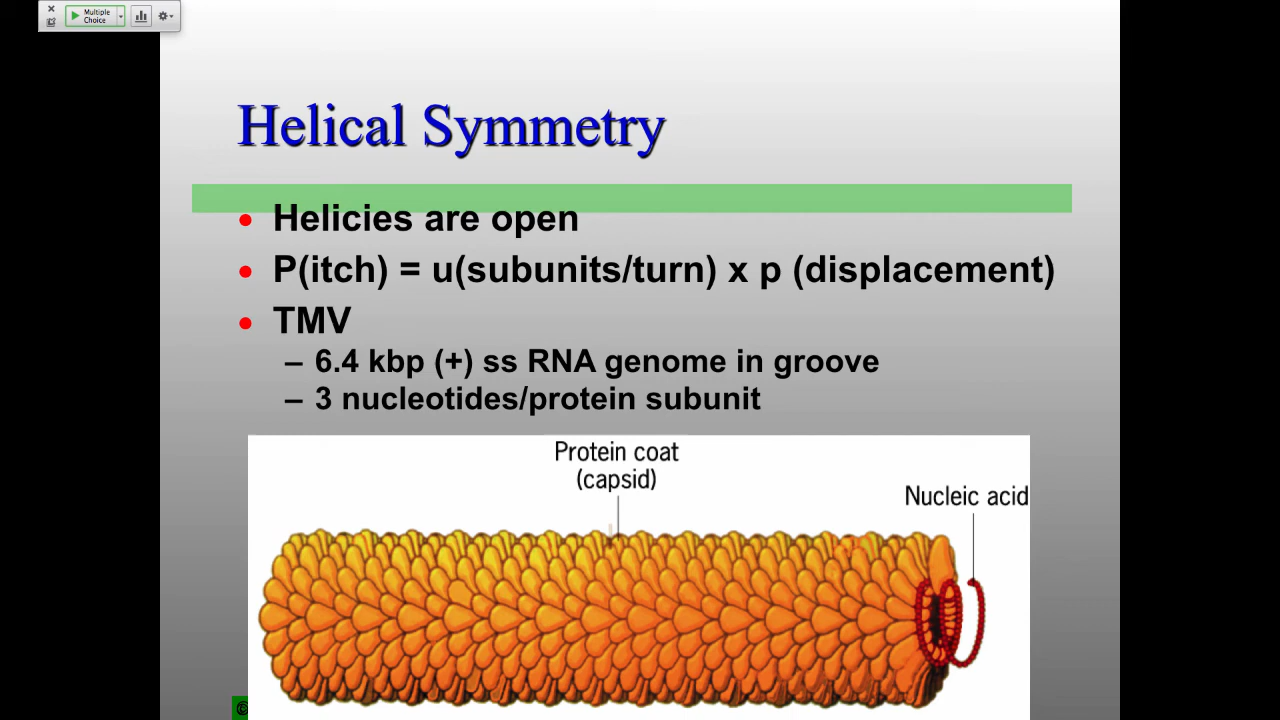 Multiple
Choice
Helical Symmetry
• Helicies are open
• P(itch) = u(subunits/turn) x p (displacement)
• TMV
– 6.4 kbp (+) ss RNA genome in groove
– 3 nucleotides/protein subunit
Protein coat
(capsid)
Nucleic acid
©